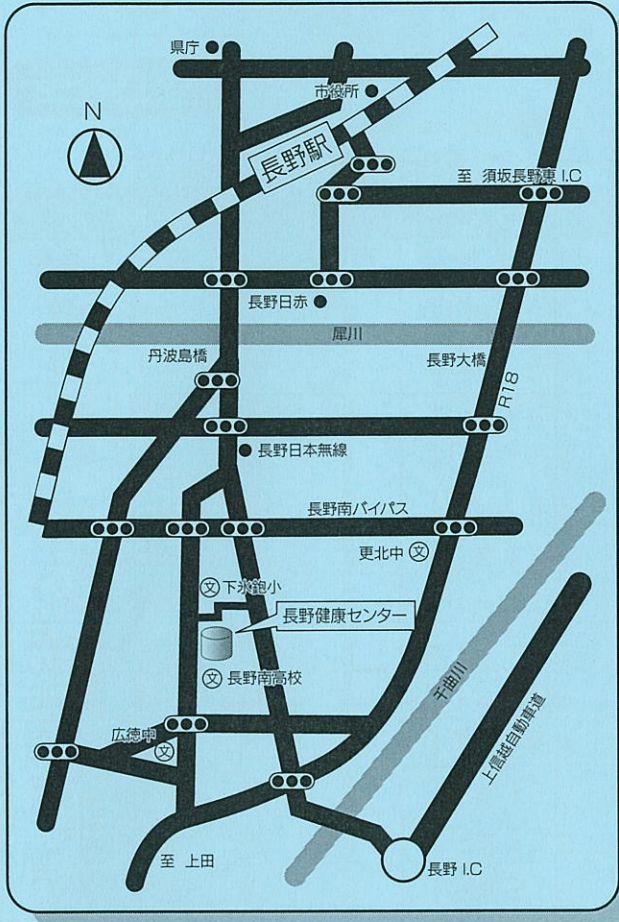 県庁
市役所
N
長野駅
至 須坂長野東 I.C
長野日赤
犀川
丹波島橋
長野大橋
R18
長野日本無線
長野南バイパス
更北中 文
文 下氷鉋小
長野健康センター
文 長野南高校
千曲川
広徳中
文
上信越自動車道
至 上田
長野 I.C